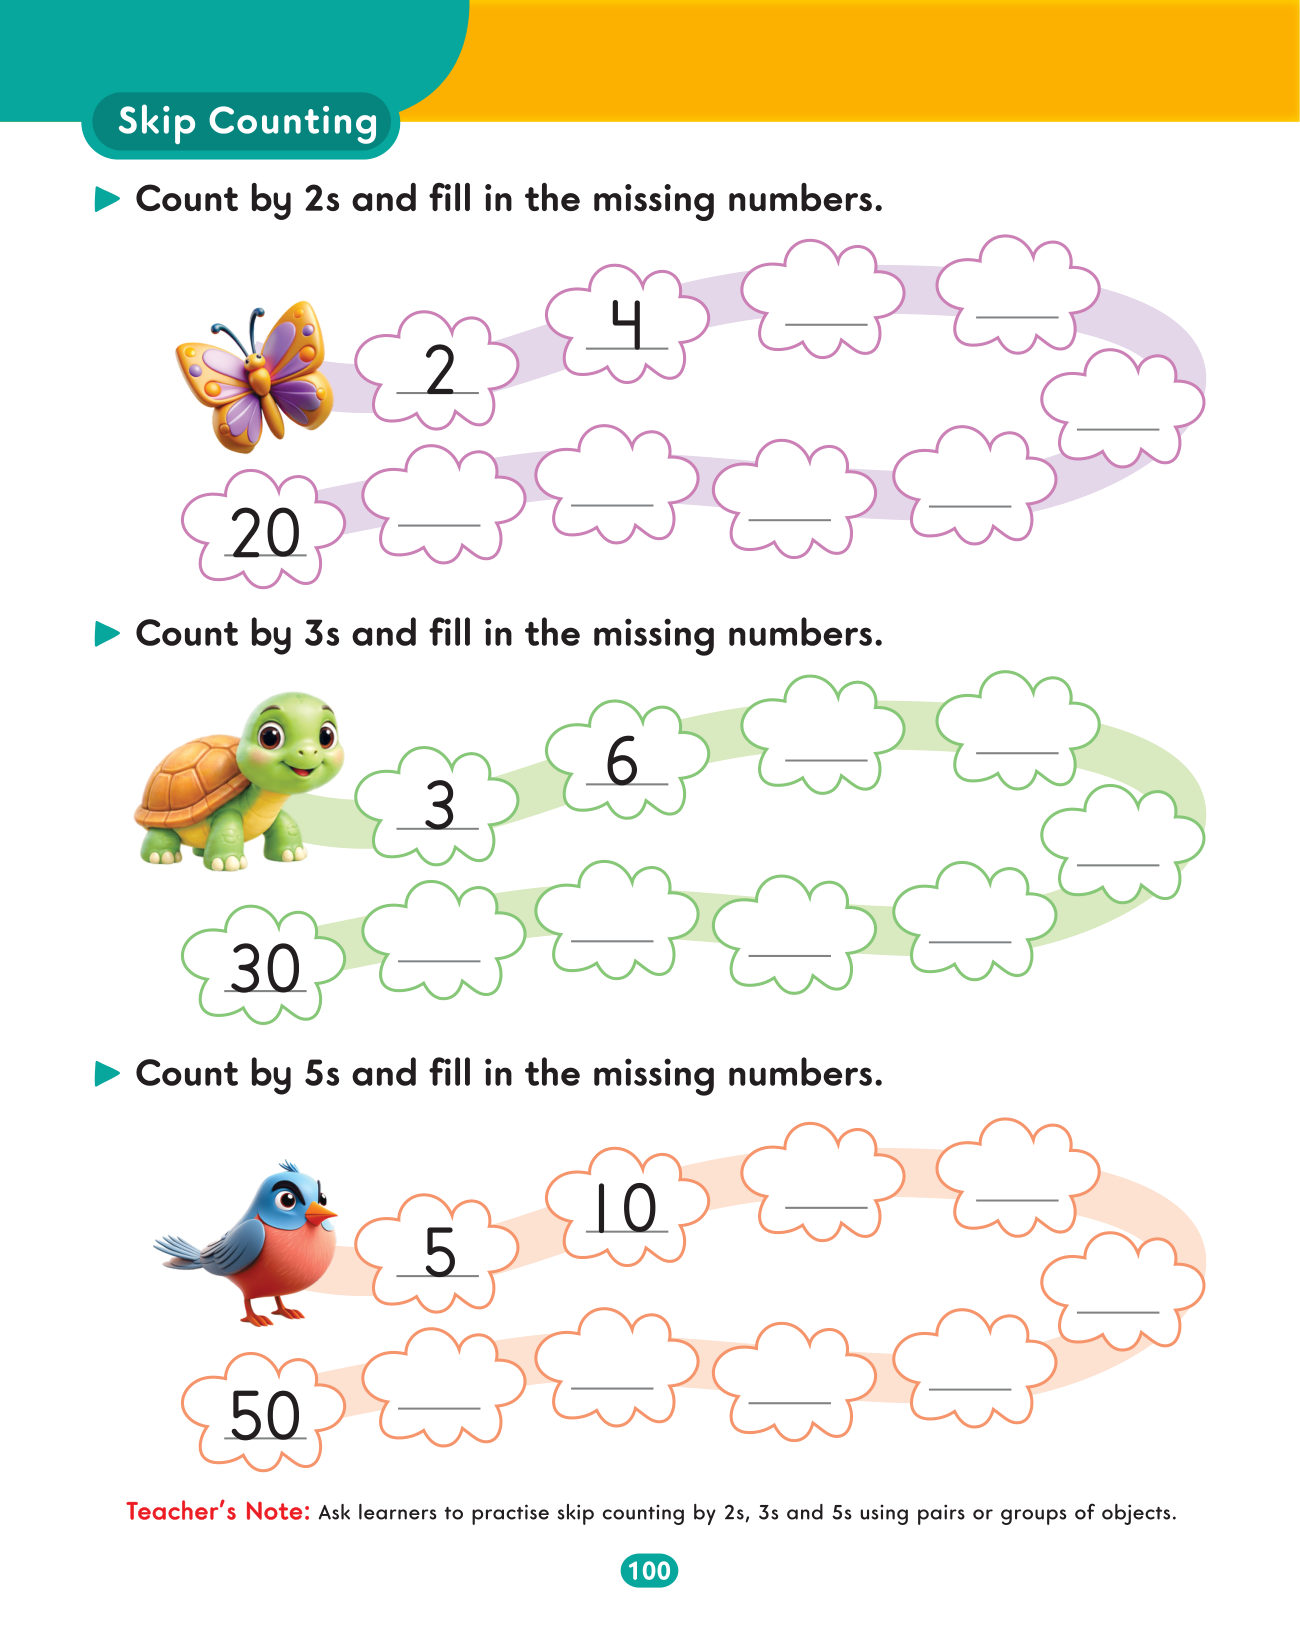 Skip Counting
Count by 2s and fill in the missing numbers.
2
4
20
Count by 3s and fill in the missing numbers.
3
6
30
Count by 5s and fill in the missing numbers.
5
10
50
Teacher's Note: Ask learners to practise skip counting by 2s, 3s and 5s using pairs or groups of objects.
100